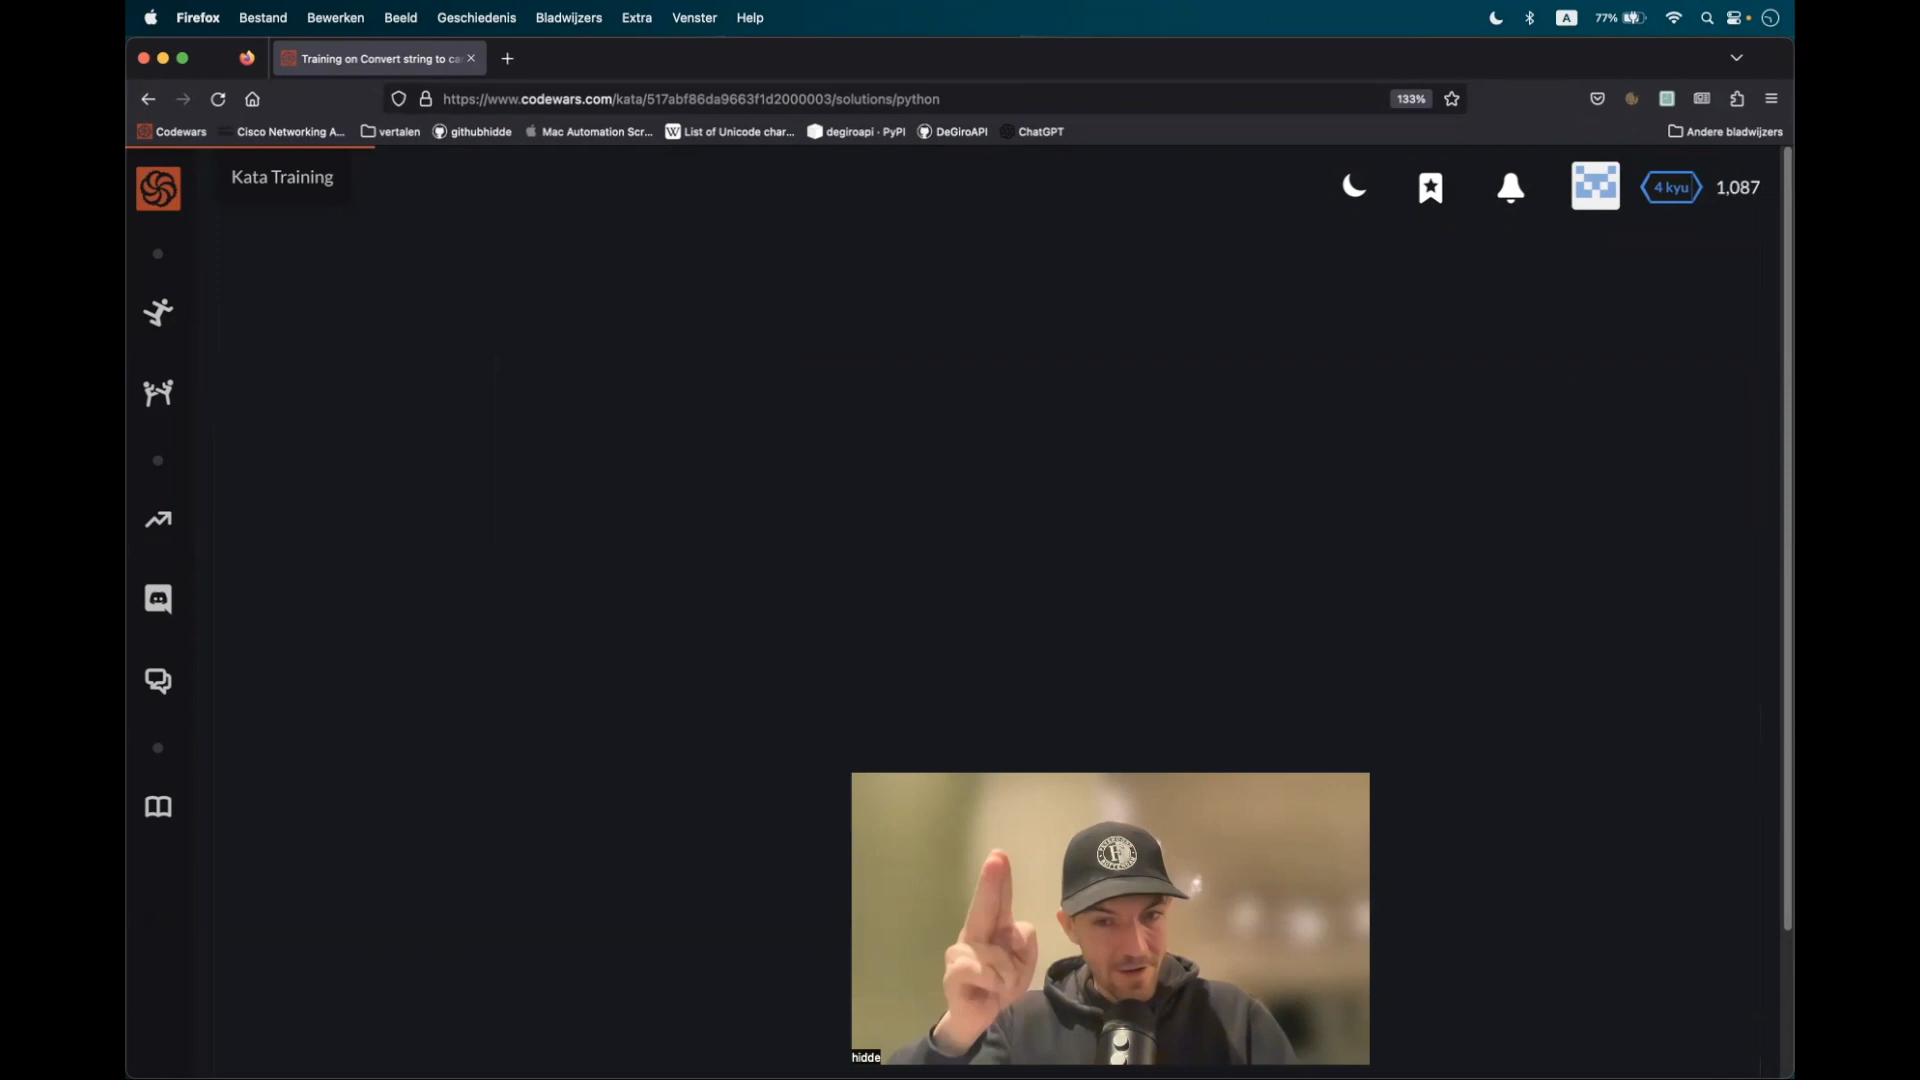 Firefox Bestand Bewerken Beeld Geschiedenis Bladwijzers Extra Venster Help A 77%
Training on Convert string to ca
https://www.codewars.com/kata/517abf86da9663f1d2000003/solutions/python 133%
Codewars Cisco Networking A... vertalen githubhidde Mac Automation Scr... W List of Unicode char... degiroapi · PyPI DeGiroAPI ChatGPT Andere bladwijzers
Kata Training 4 kyu 1,087
hidde